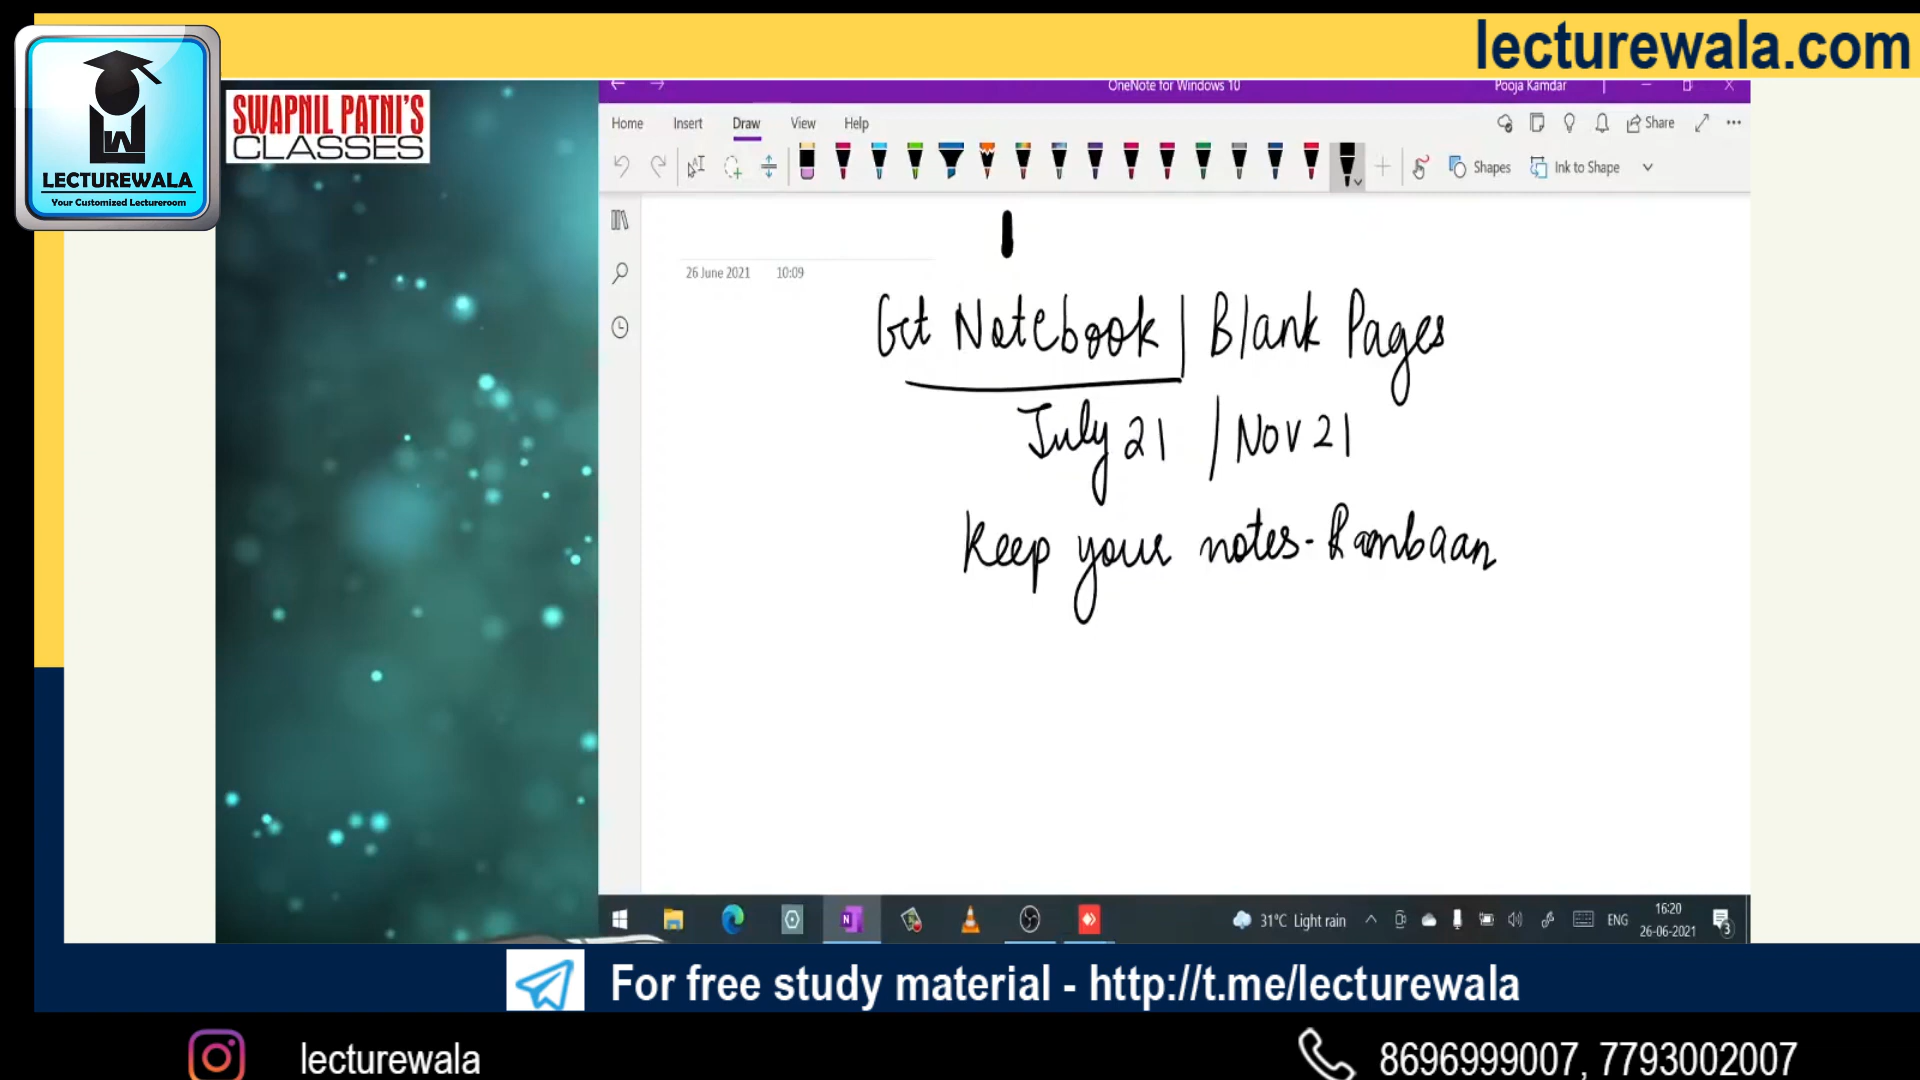 lecturewala.com
LW
LECTUREWALA
Your Customized Lectureroom
SWAPNIL PATNI'S
CLASSES
OneNote for Windows 10
Pooja Kamdar
Home Insert Draw View Help
Share
Shapes Ink to Shape
26 June 2021 10:09
Get Notebook | Blank Pages
July 21 / Nov 21
Keep your notes - Rambaan
31°C Light rain
ENG
16:20
26-06-2021
3
For free study material - http://t.me/lecturewala
lecturewala
8696999007, 7793002007